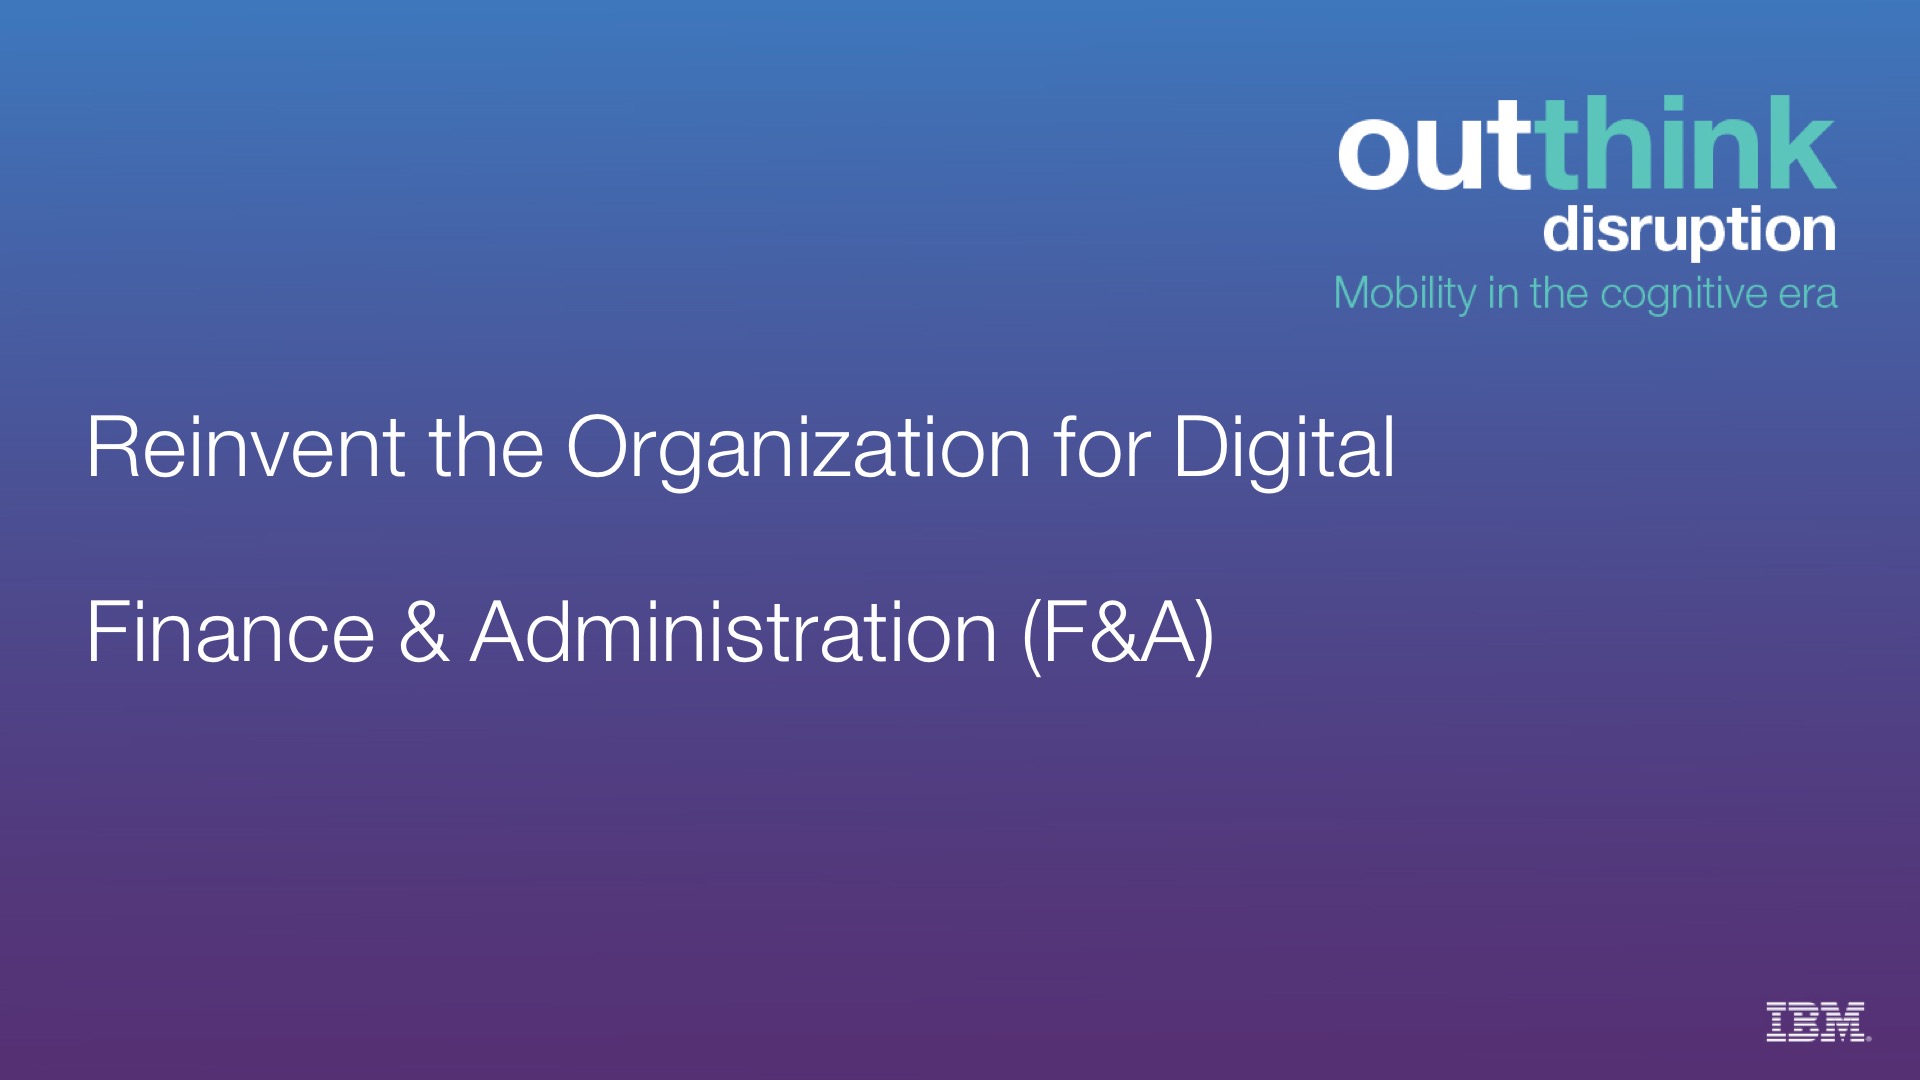 outthink
disruption
Mobility in the cognitive era
Reinvent the Organization for Digital
Finance & Administration (F&A)
IBM®